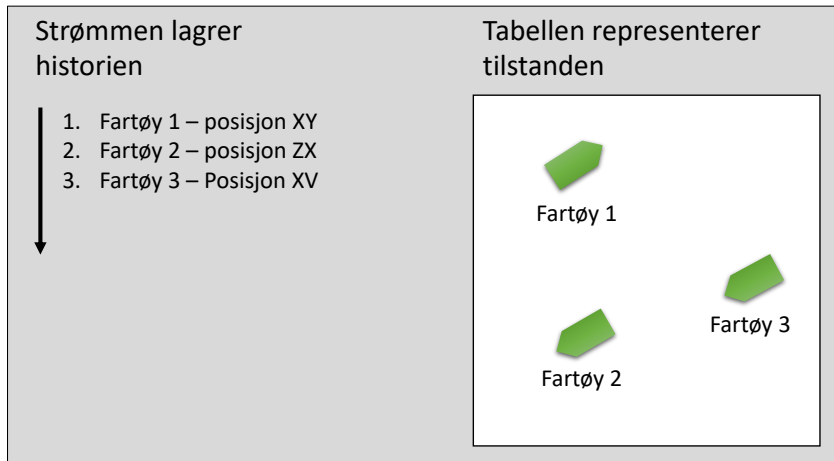 Strømmen lagrer
historien
1. Fartøy 1 – posisjon XY
2. Fartøy 2 – posisjon ZX
3. Fartøy 3 – Posisjon XV
Tabellen representerer
tilstanden
Fartøy 1
Fartøy 3
Fartøy 2